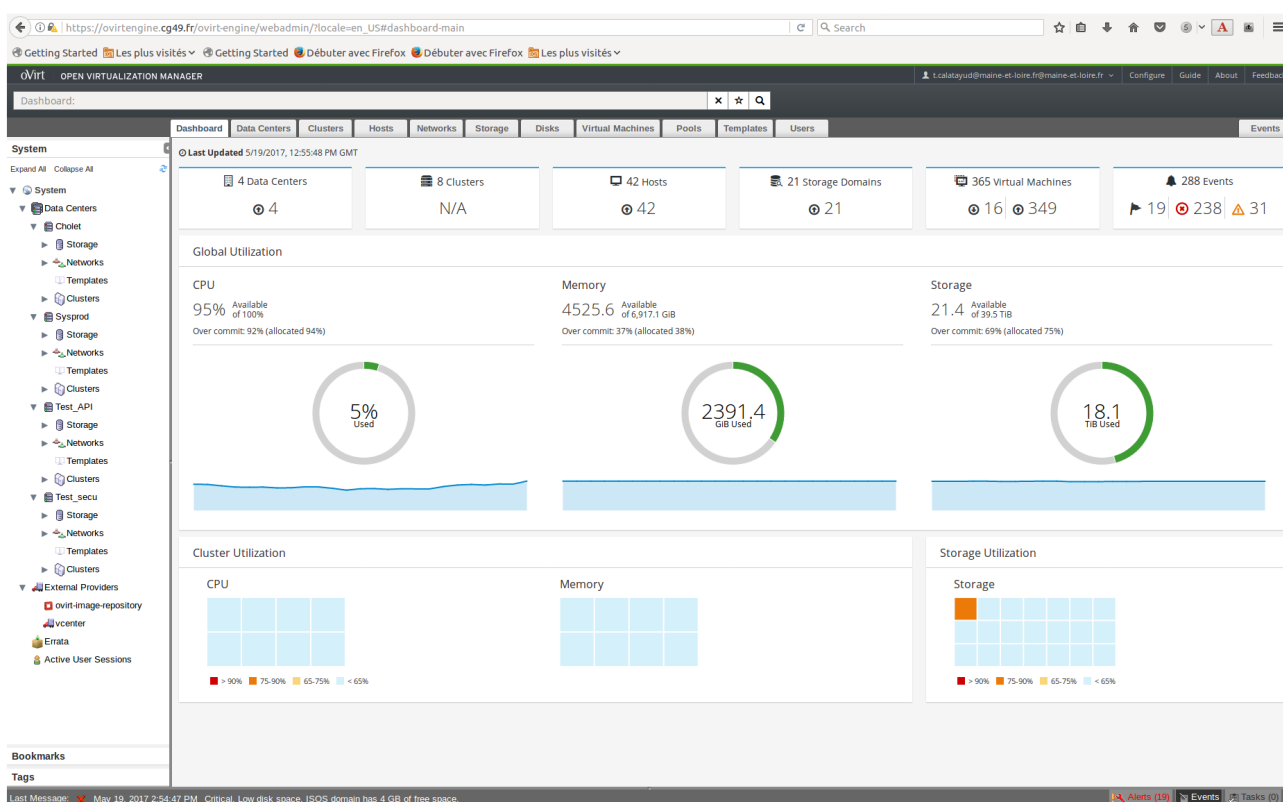 https://ovirtengine.cg49.fr/ovirt-engine/webadmin/?locale=en_US#dashboard-main
Search
Getting Started Les plus visités Getting Started Débuter avec Firefox Débuter avec Firefox Les plus visités
oVirt OPEN VIRTUALIZATION MANAGER
t.calatayud@maine-et-loire.fr@maine-et-loire.fr Configure Guide About Feedbac
Dashboard:
Dashboard Data Centers Clusters Hosts Networks Storage Disks Virtual Machines Pools Templates Users Events
System
Expand All Collapse All
System
Data Centers
Cholet
Storage
Networks
Templates
Clusters
Sysprod
Storage
Networks
Templates
Clusters
Test_API
Storage
Networks
Templates
Clusters
Test_secu
Storage
Networks
Templates
Clusters
External Providers
ovirt-image-repository
vcenter
Errata
Active User Sessions
Bookmarks
Tags
Last Updated 5/19/2017, 12:55:48 PM GMT
4 Data Centers
4
8 Clusters
N/A
42 Hosts
42
21 Storage Domains
21
365 Virtual Machines
16 349
288 Events
19 238 31
Global Utilization
CPU
95% Available of 100%
Over commit: 92% (allocated 94%)
5%
Used
Memory
4525.6 Available of 6,917.1 GiB
Over commit: 37% (allocated 38%)
2391.4
GiB Used
Storage
21.4 Available of 39.5 TiB
Over commit: 69% (allocated 75%)
18.1
TiB Used
Cluster Utilization
CPU
Memory
> 90% 75-90% 65-75% < 65%
Storage Utilization
Storage
> 90% 75-90% 65-75% < 65%
Last Message: May 19, 2017 2:54:47 PM Critical, Low disk space. ISOS domain has 4 GB of free space.
Alerts (19) Events Tasks (0)